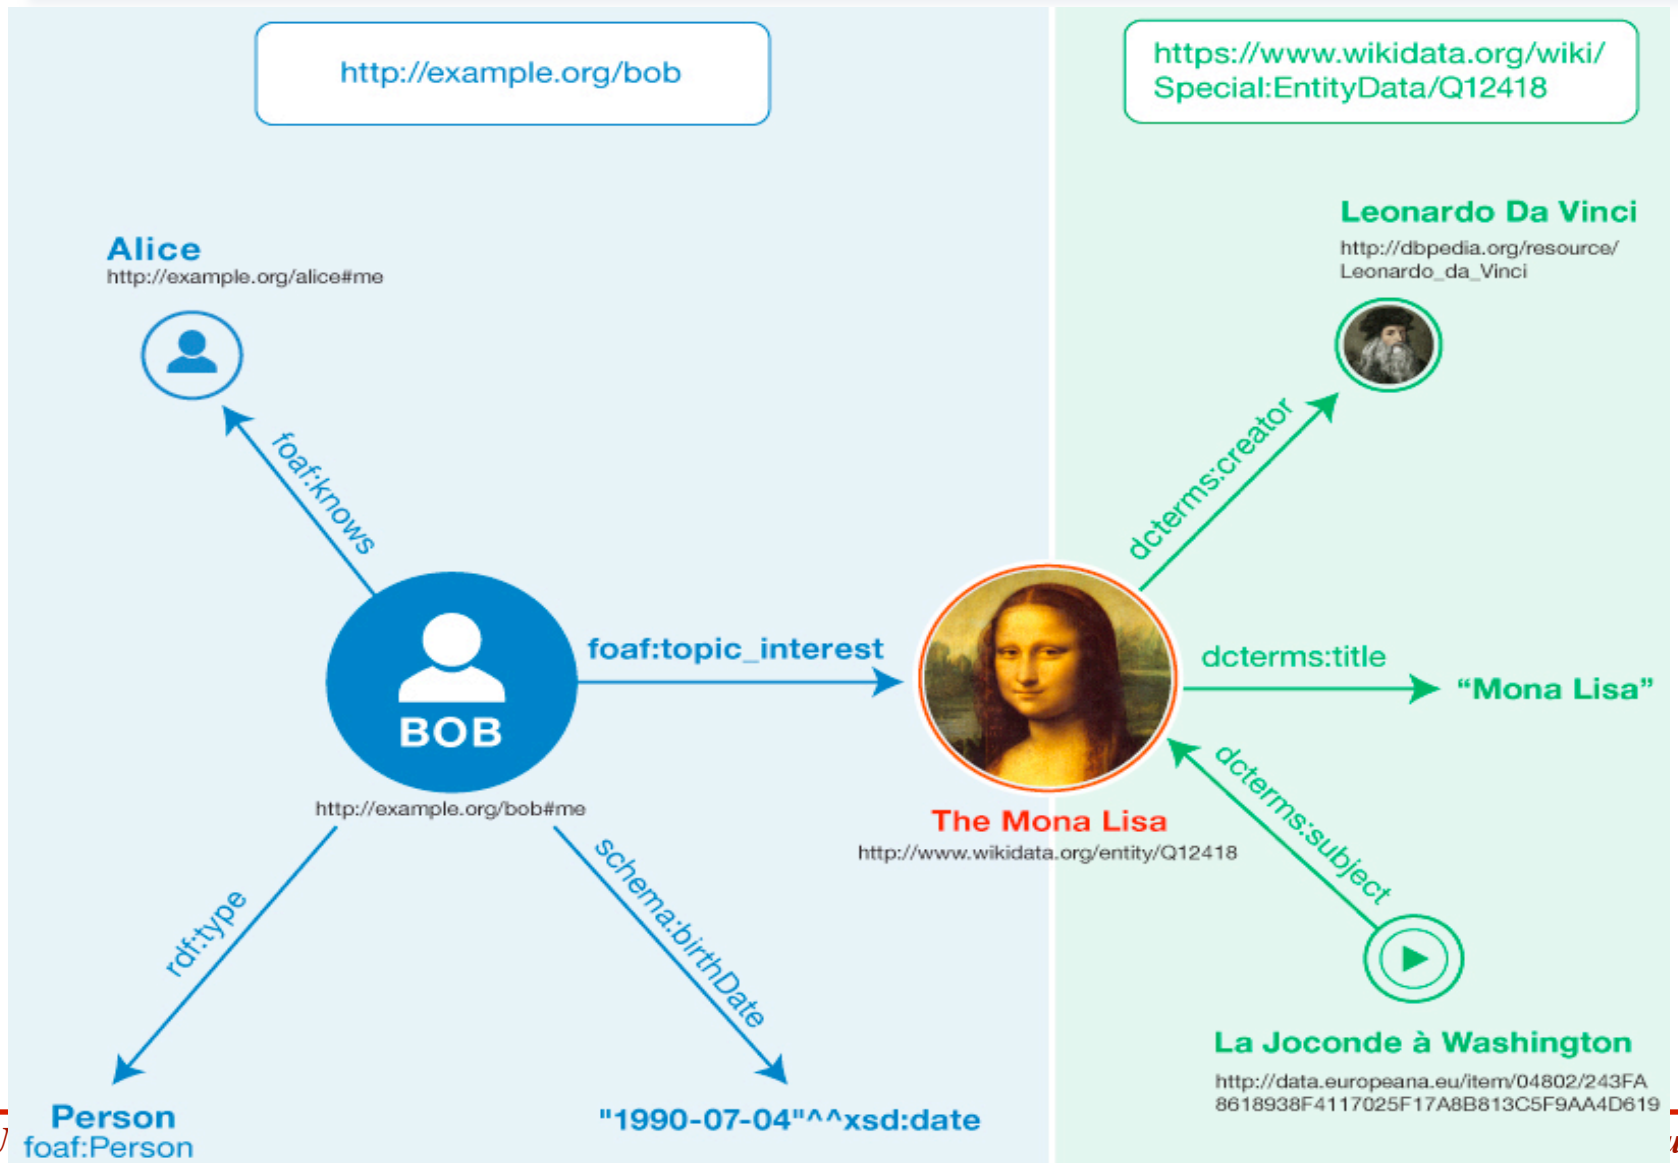 http://example.org/bob
https://www.wikidata.org/wiki/
Special:EntityData/Q12418
Alice
http://example.org/alice#me
Leonardo Da Vinci
http://dbpedia.org/resource/
Leonardo_da_Vinci
foaf:knows
dcterms:creator
BOB
http://example.org/bob#me
foaf:topic_interest
The Mona Lisa
http://www.wikidata.org/entity/Q12418
dcterms:title
“Mona Lisa”
dcterms:subject
rdf:type
schema:birthDate
La Joconde à Washington
http://data.europeana.eu/item/04802/243FA
8618938F4117025F17A8B813C5F9AA4D619
Person
foaf:Person
"1990-07-04"^^xsd:date